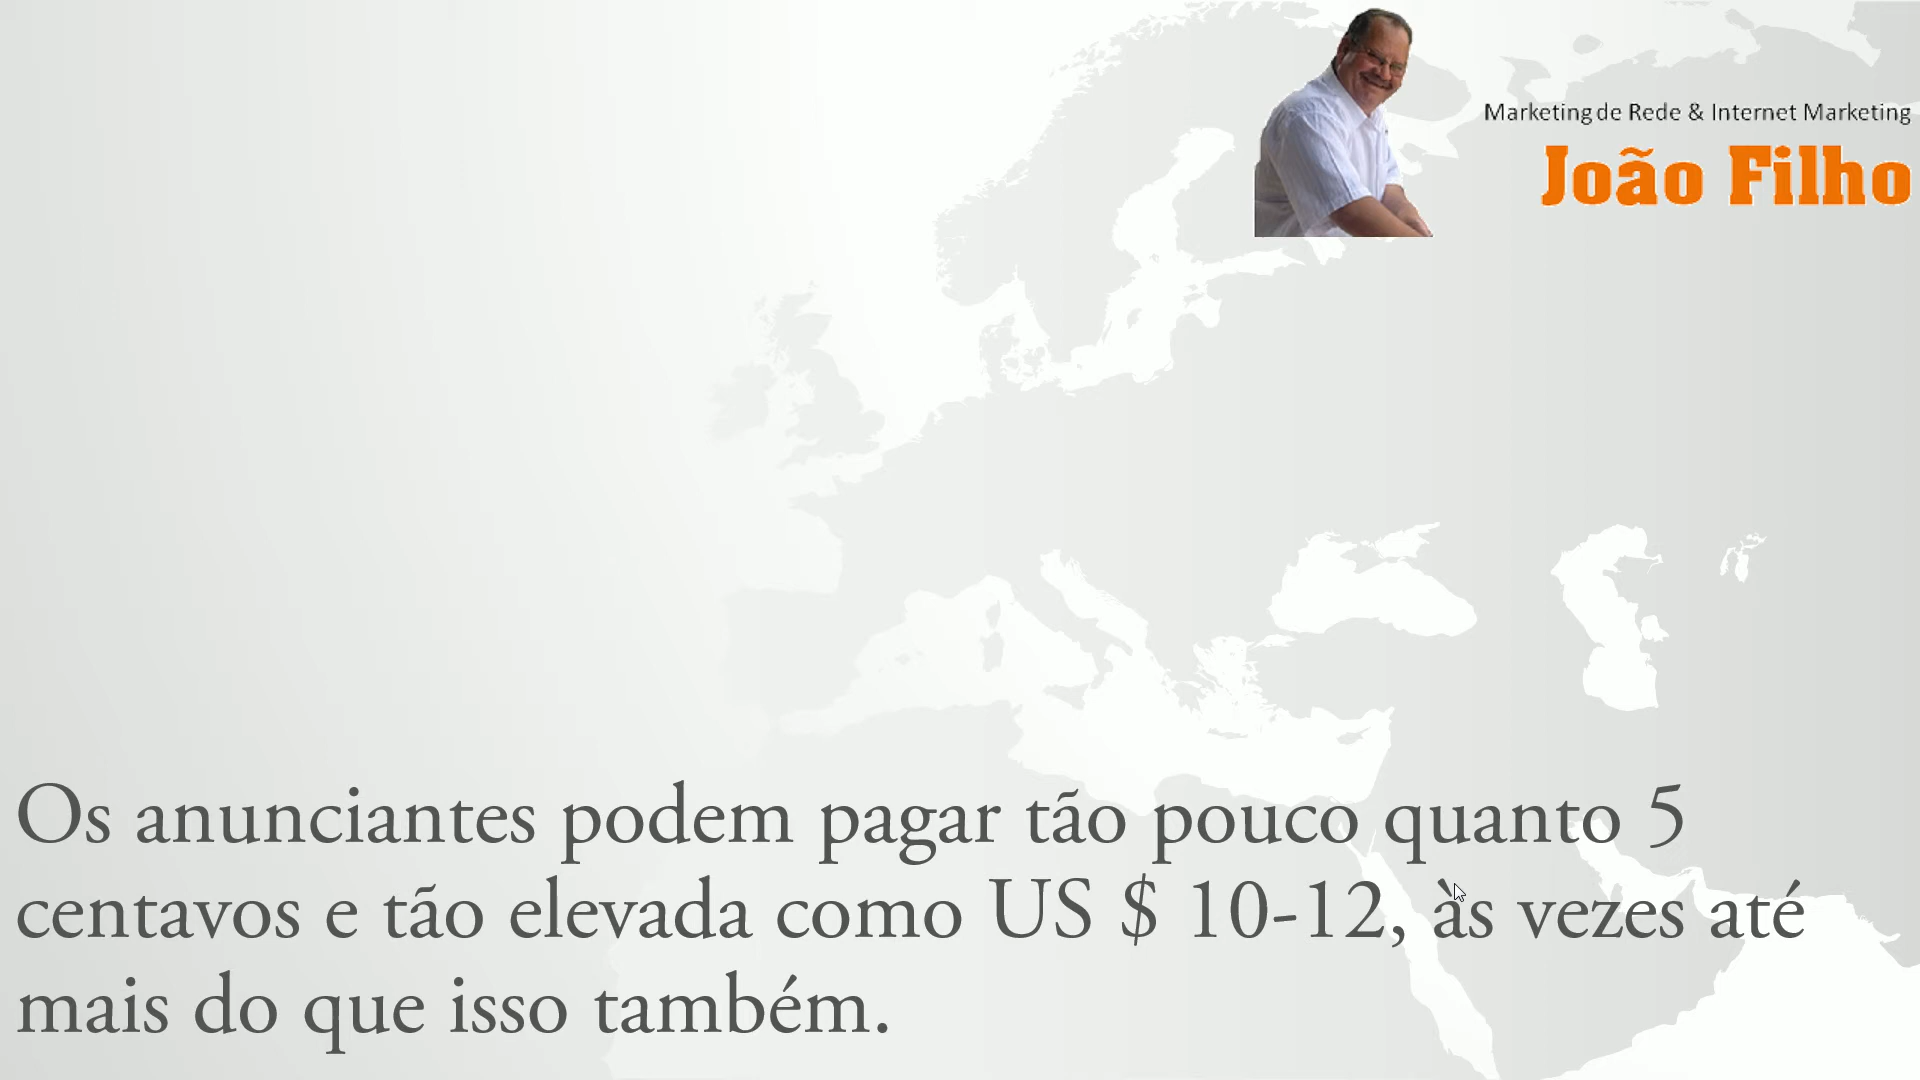 Marketing de Rede & Internet Marketing
João Filho
Os anunciantes podem pagar tão pouco quanto 5
centavos e tão elevada como US $ 10-12, às vezes até
mais do que isso também.